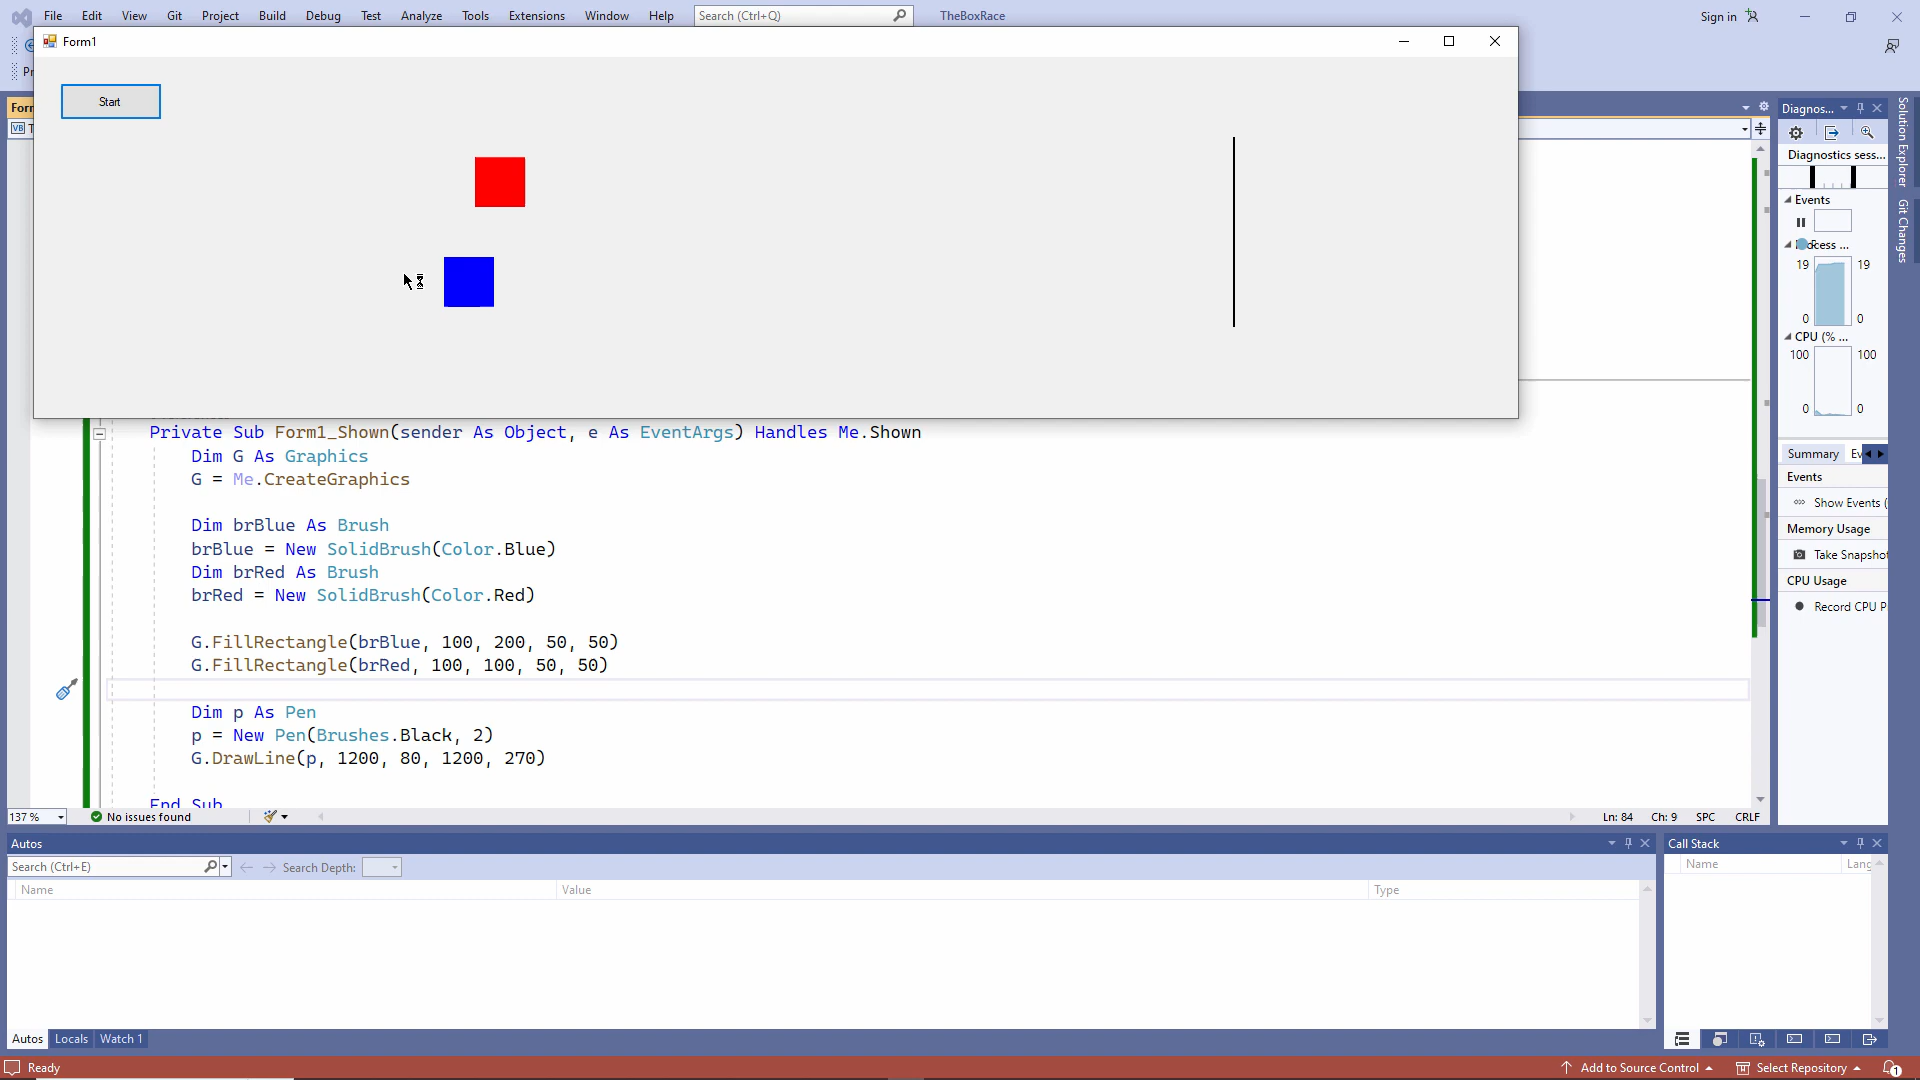 File Edit View Git Project Build Debug Test Analyze Tools Extensions Window Help Search (Ctrl+Q) TheBoxRace Sign in
Form1
Start
Diagnos...
Diagnostics sess...
Events
19 19
0 0
CPU (% ...
100 100
0 0
Summary
Events
Show Events (
Memory Usage
Take Snapshot
CPU Usage
Record CPU P
Solution Explorer
Git Changes
Private Sub Form1_Shown(sender As Object, e As EventArgs) Handles Me.Shown
Dim G As Graphics
G = Me.CreateGraphics
Dim brBlue As Brush
brBlue = New SolidBrush(Color.Blue)
Dim brRed As Brush
brRed = New SolidBrush(Color.Red)
G.FillRectangle(brBlue, 100, 200, 50, 50)
G.FillRectangle(brRed, 100, 100, 50, 50)
Dim p As Pen
p = New Pen(Brushes.Black, 2)
G.DrawLine(p, 1200, 80, 1200, 270)
End Sub
137 % No issues found Ln: 84 Ch: 9 SPC CRLF
Autos
Search (Ctrl+E) Search Depth:
Name Value Type
Call Stack
Name Lang
Autos Locals Watch 1
Ready Add to Source Control Select Repository 1